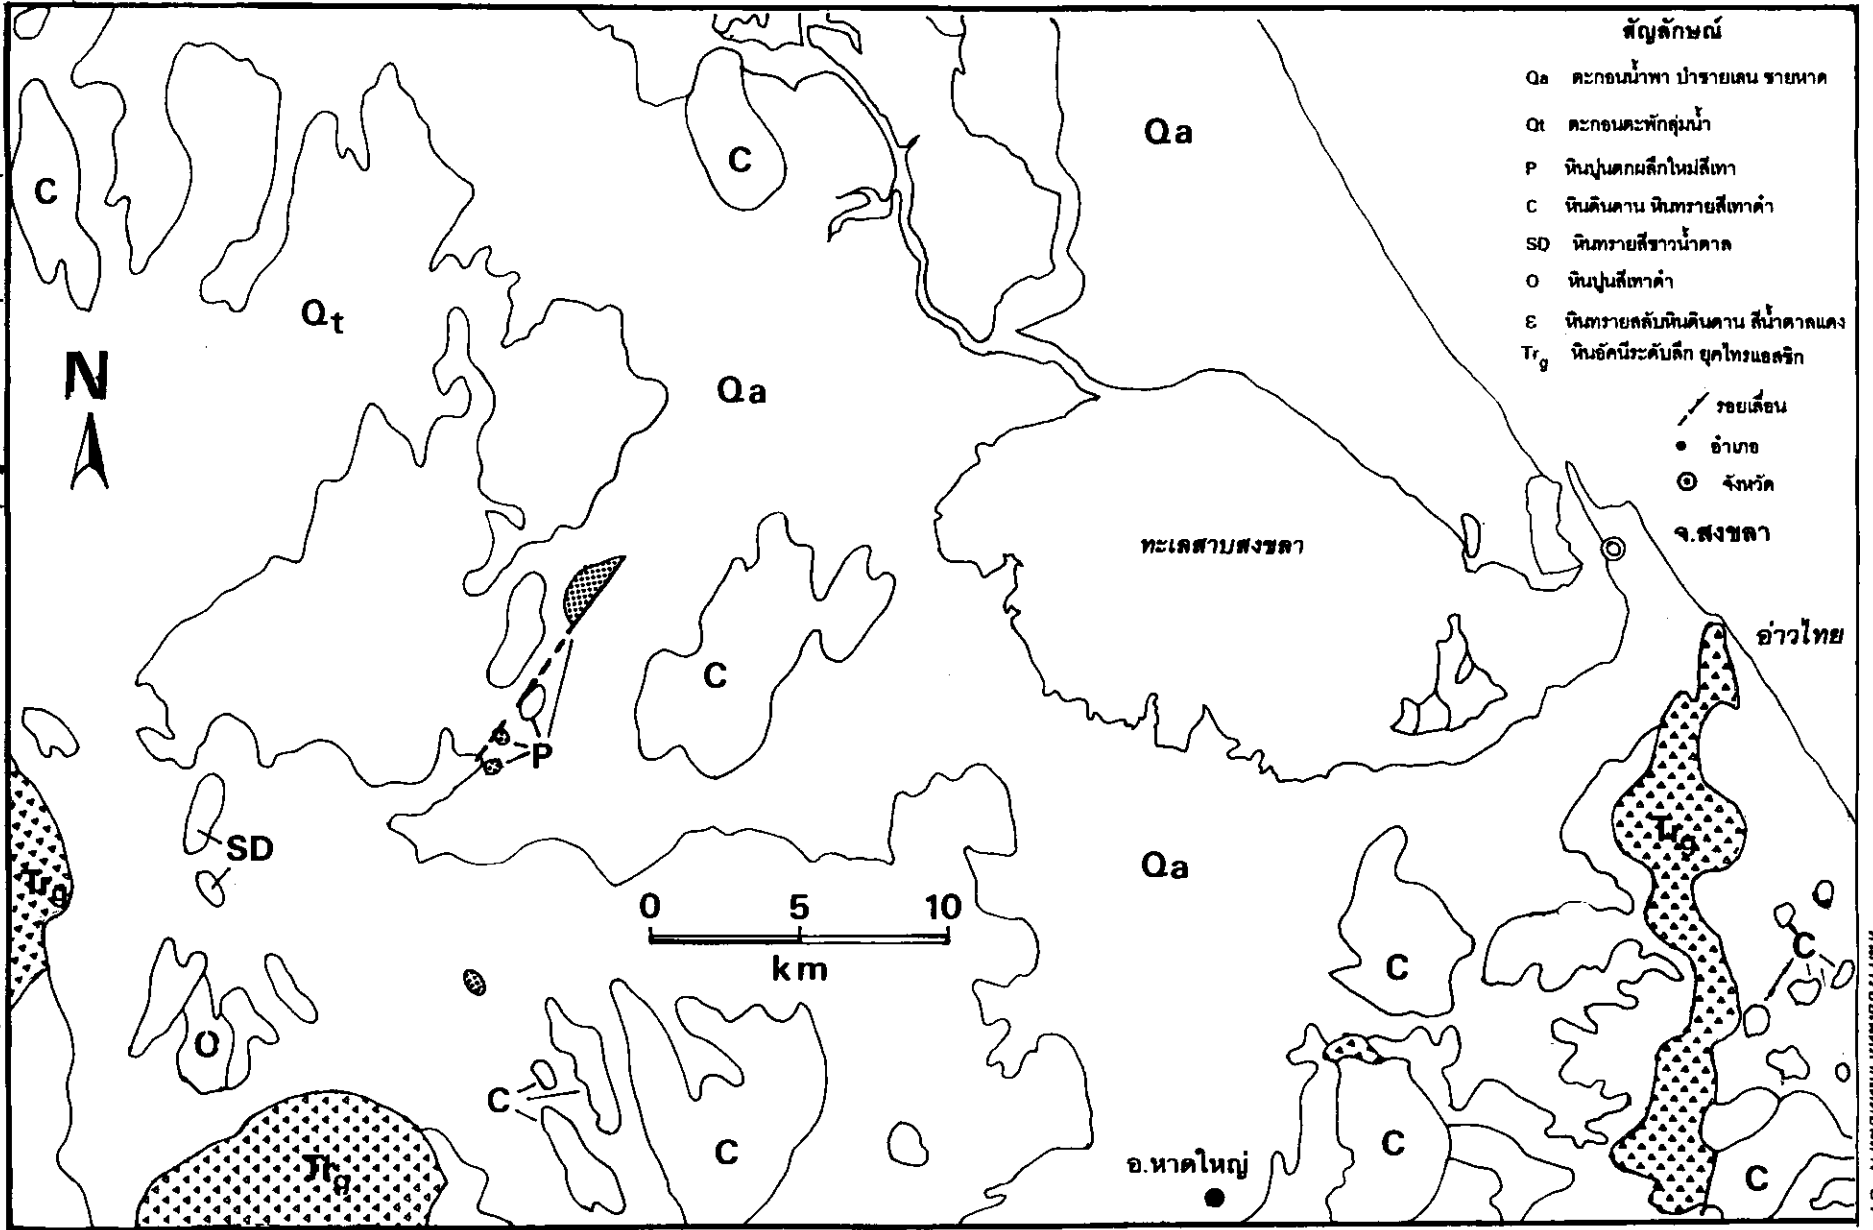 สัญลักษณ์
Qa ตะกอนน้ำพา ป่าชายเลน ชายหาด
Qt ตะกอนตะพักลุ่มน้ำ
P หินปูนตกผลึกใหม่สีเทา
C หินดินดาน หินทรายสีเทาดำ
SD หินทรายสีขาวน้ำตาล
O หินปูนสีเทาดำ
Ɛ หินทรายสลับหินดินดาน สีน้ำตาลแดง
Trg หินอัคนีระดับลึก ยุคไทรแอสซิก
รอยเลื่อน
อำเภอ
จังหวัด
จ.สงขลา
อ่าวไทย
ทะเลสาบสงขลา
C
C
Qa
Qt
N
Qa
C
P
SD
Trg
Qa
Trg
0 5 10
km
C
C
O
C
C
Trg
อ.หาดใหญ่
C
C